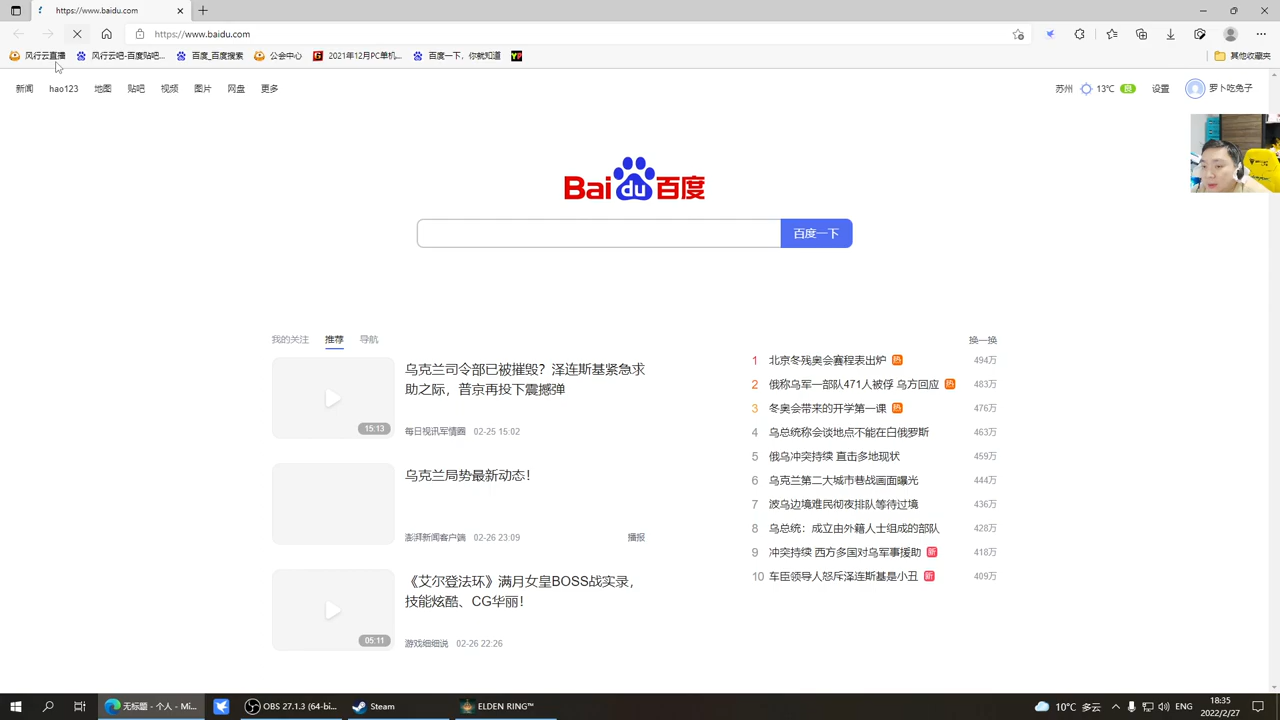 https://www.baidu.com
https://www.baidu.com
风行云直播 风行云吧-百度贴吧... 百度_百度搜索 公会中心 2021年12月PC单机... 百度一下，你就知道 其他收藏夹
新闻 hao123 地图 贴吧 视频 图片 网盘 更多 苏州 13℃ 良 设置 萝卜吃兔子
Bai du 百度
百度一下
我的关注 推荐 导航 换一换
乌克兰司令部已被摧毁？泽连斯基紧急求
助之际，普京再投下震撼弹
15:13
每日视讯军情圈 02-25 15:02
乌克兰局势最新动态！
澎湃新闻客户端 02-26 23:09 播报
《艾尔登法环》满月女皇BOSS战实录，
技能炫酷、CG华丽！
05:11
游戏细细说 02-26 22:26
1 北京冬残奥会赛程表出炉 热 494万
2 俄称乌军一部队471人被俘 乌方回应 热 483万
3 冬奥会带来的开学第一课 热 476万
4 乌总统称会谈地点不能在白俄罗斯 463万
5 俄乌冲突持续 直击多地现状 459万
6 乌克兰第二大城市巷战画面曝光 444万
7 波乌边境难民彻夜排队等待过境 436万
8 乌总统：成立由外籍人士组成的部队 428万
9 冲突持续 西方多国对乌军事援助 新 418万
10 车臣领导人怒斥泽连斯基是小丑 新 409万
无标题 - 个人 - Mi... OBS 27.1.3 (64-bi... Steam ELDEN RING™ 10℃ 多云 ENG 18:35
2022/2/27